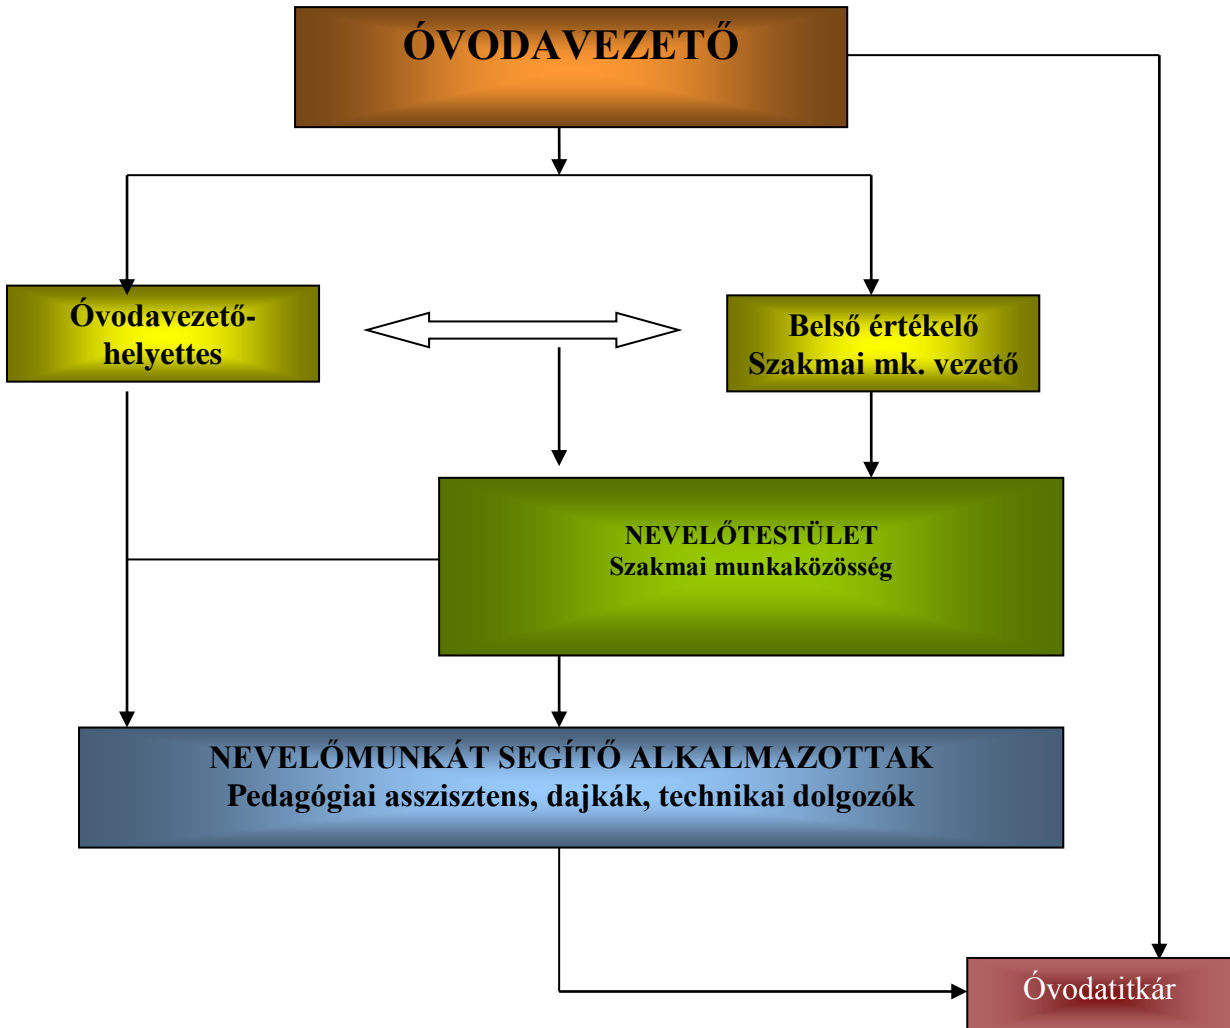 ÓVODAVEZETŐ
Óvodavezető-
helyettes
Belső értékelő
Szakmai mk. vezető
NEVELŐTESTÜLET
Szakmai munkaközösség
NEVELŐMUNKÁT SEGÍTŐ ALKALMAZOTTAK
Pedagógiai asszisztens, dajkák, technikai dolgozók
Óvodatitkár